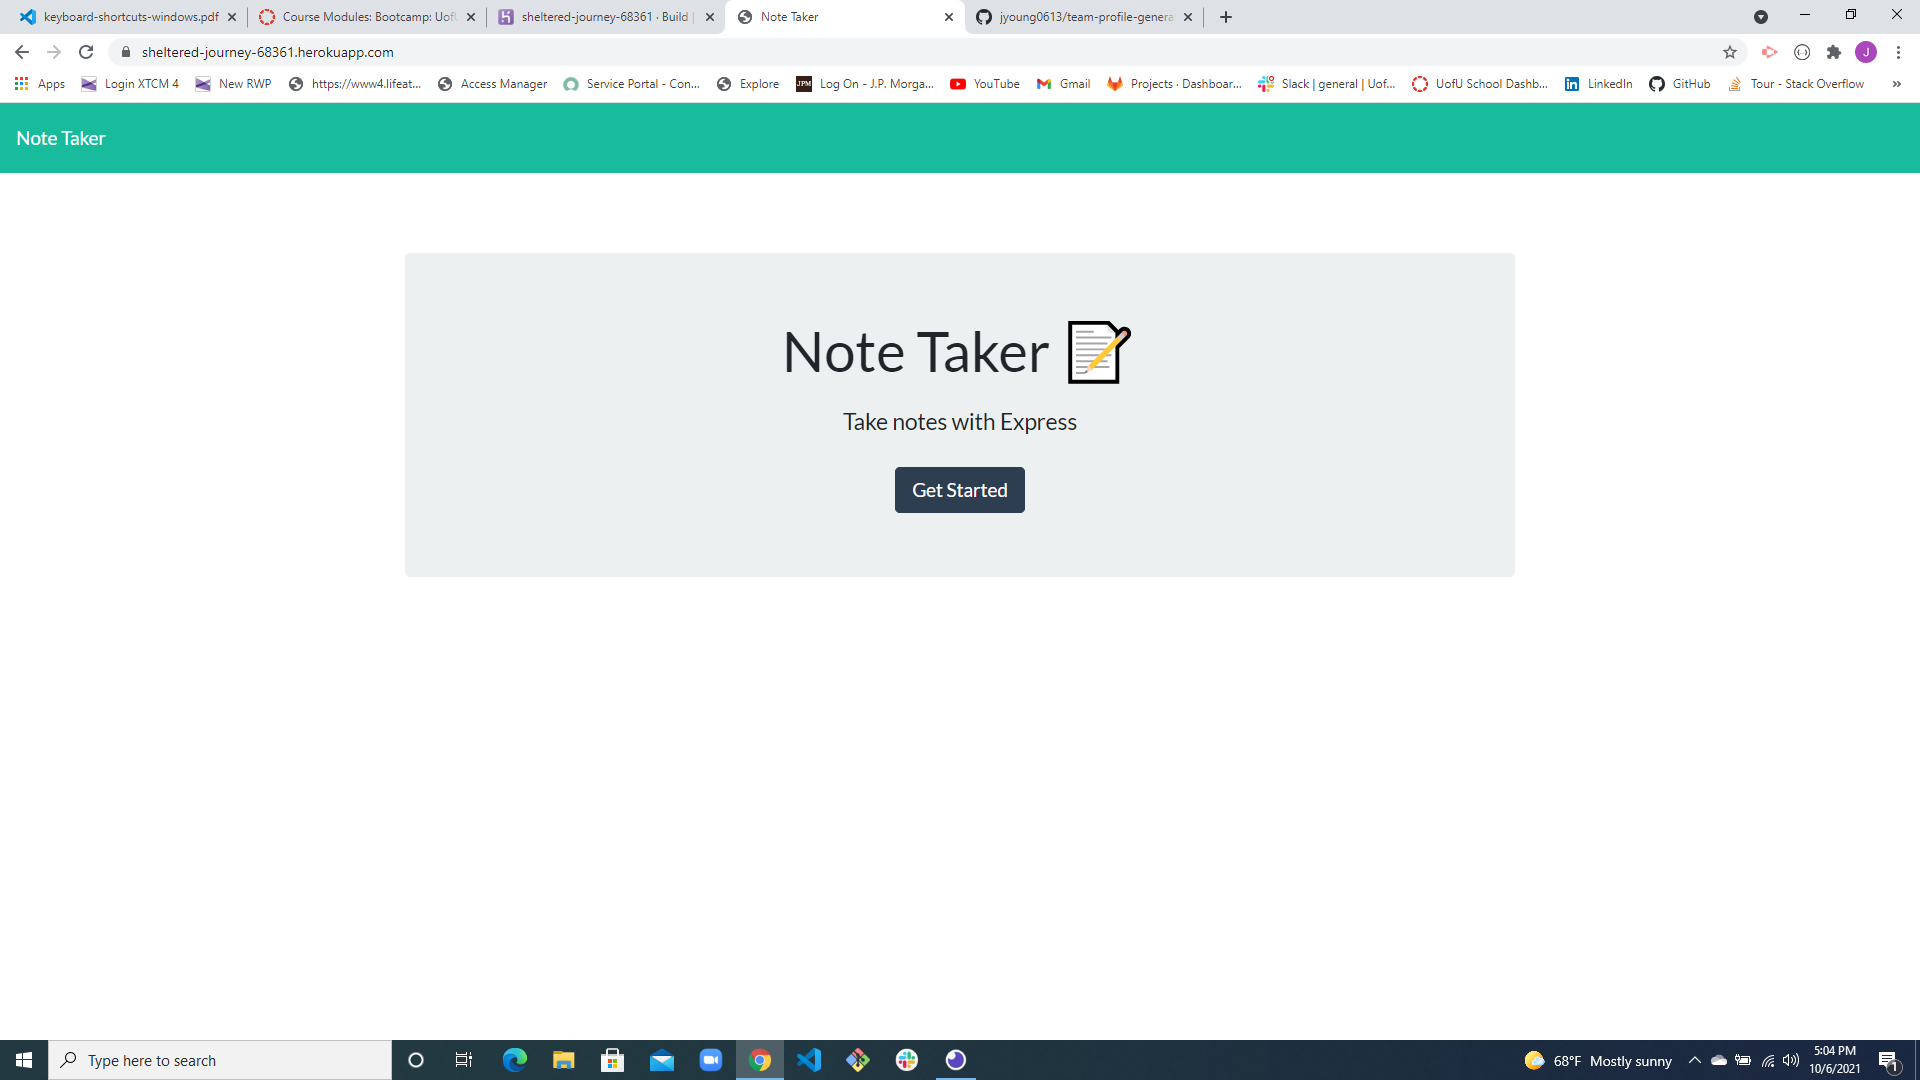 keyboard-shortcuts-windows.pdf
Course Modules: Bootcamp: Uof
sheltered-journey-68361 · Build |
Note Taker
jyoung0613/team-profile-genera
sheltered-journey-68361.herokuapp.com
J
Apps
Login XTCM 4
New RWP
https://www4.lifeat...
Access Manager
Service Portal - Con...
Explore
JPM
Log On - J.P. Morga...
YouTube
Gmail
Projects · Dashboar...
Slack | general | Uof...
UofU School Dashb...
LinkedIn
GitHub
Tour - Stack Overflow
»
Note Taker
Note Taker
Take notes with Express
Get Started
Type here to search
68°F Mostly sunny
5:04 PM
10/6/2021
1